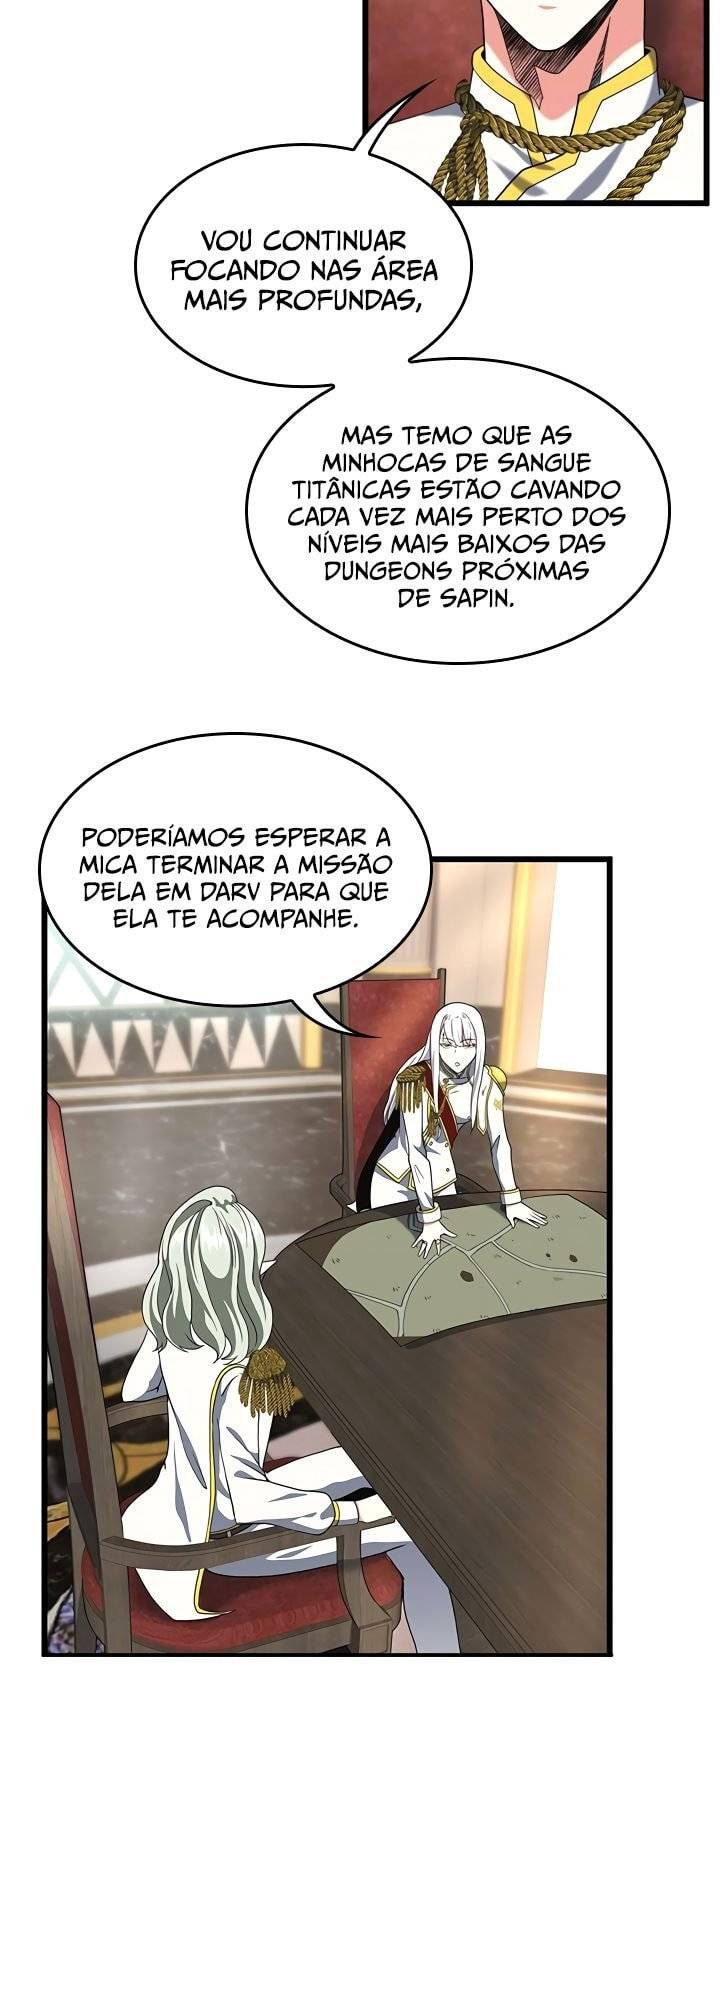 VOU CONTINUAR
FOCANDO NAS ÁREA
MAIS PROFUNDAS,
MAS TEMO QUE AS
MINHOCAS DE SANGUE
TITÂNICAS ESTÃO CAVANDO
CADA VEZ MAIS PERTO DOS
NÍVEIS MAIS BAIXOS DAS
DUNGEONS PRÓXIMAS
DE SAPIN.
PODERÍAMOS ESPERAR A
MICA TERMINAR A MISSÃO
DELA EM DARV PARA QUE
ELA TE ACOMPANHE.